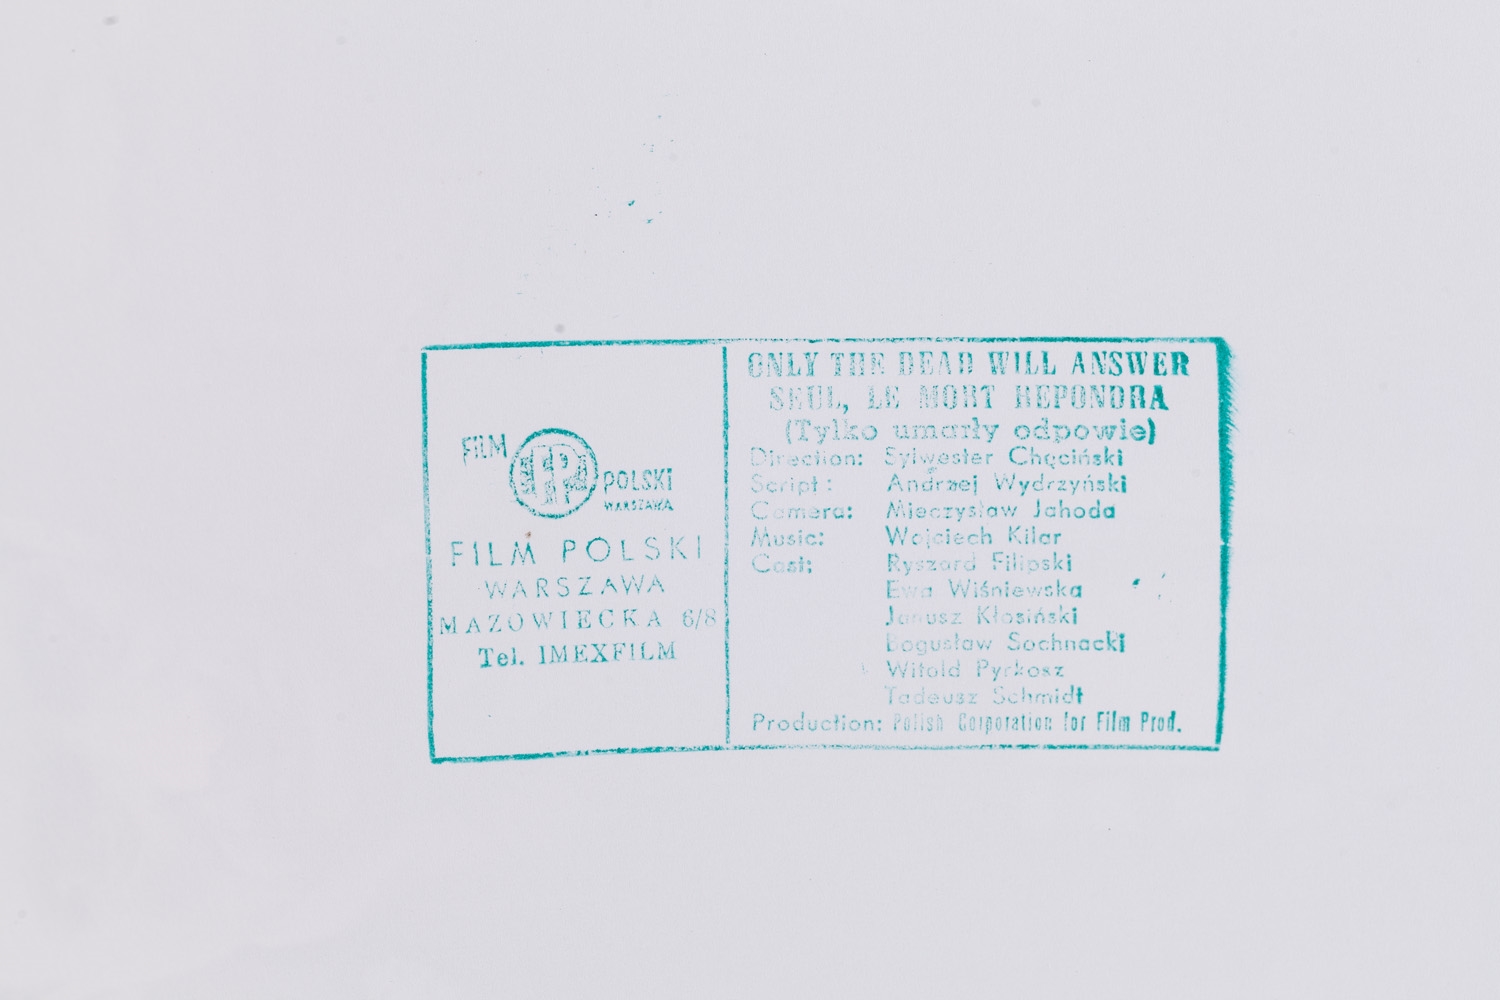 FILM FP POLSKI
WARSZAWA
FILM POLSKI
WARSZAWA
MAZOWIECKA 6/8
Tel. IMEXFILM
ONLY THE DEAD WILL ANSWER
SEUL, LE MORT REPONDRA
(Tylko umarły odpowie)
Direction: Sylwester Chęciński
Script: Andrzej Wydrzyński
Camera: Mieczysław Jahoda
Music: Wojciech Kilar
Cast: Ryszard Filipski
Ewa Wiśniewska
Janusz Kłosiński
Bogusław Sochnacki
Witold Pyrkosz
Tadeusz Schmidt
Production: Polish Corporation for Film Prod.